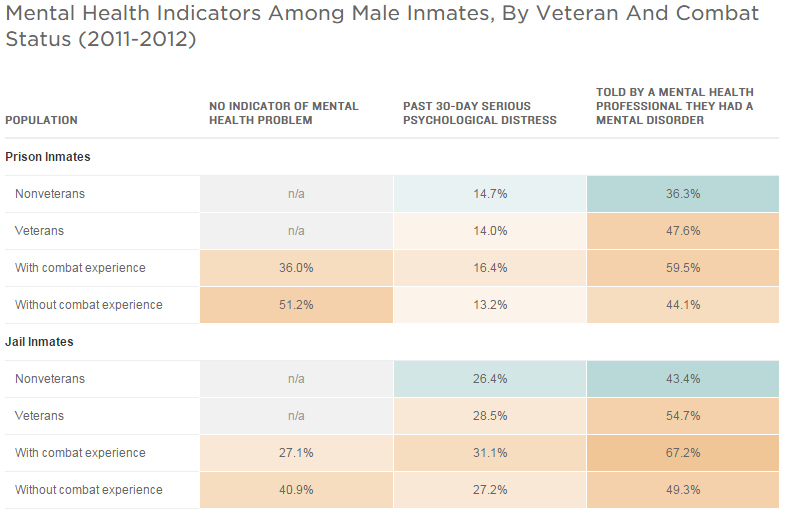 Mental Health Indicators Among Male Inmates, By Veteran And Combat
Status (2011-2012)
TOLD BY A MENTAL HEALTH
NO INDICATOR OF MENTAL PAST 30-DAY SERIOUS PROFESSIONAL THEY HAD A
POPULATION HEALTH PROBLEM PSYCHOLOGICAL DISTRESS MENTAL DISORDER
Prison Inmates
Nonveterans n/a 14.7% 36.3%
Veterans n/a 14.0% 47.6%
With combat experience 36.0% 16.4% 59.5%
Without combat experience 51.2% 13.2% 44.1%
Jail Inmates
Nonveterans n/a 26.4% 43.4%
Veterans n/a 28.5% 54.7%
With combat experience 27.1% 31.1% 67.2%
Without combat experience 40.9% 27.2% 49.3%